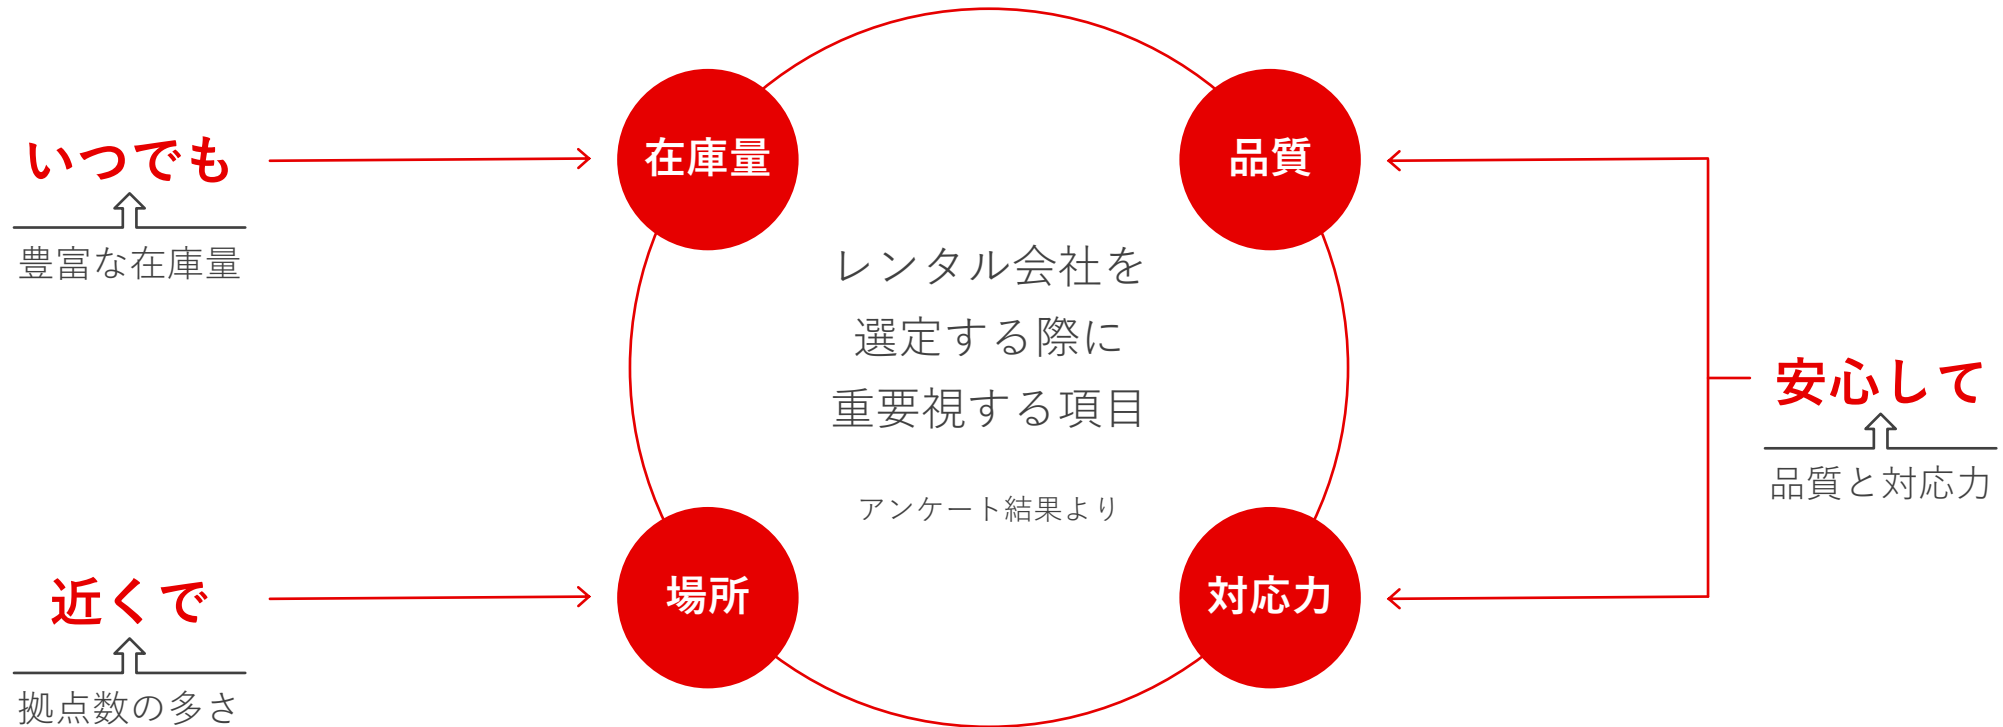 いつでも
豊富な在庫量
近くで
拠点数の多さ
在庫量
品質
レンタル会社を
選定する際に
重要視する項目
アンケート結果より
場所
対応力
安心して
品質と対応力